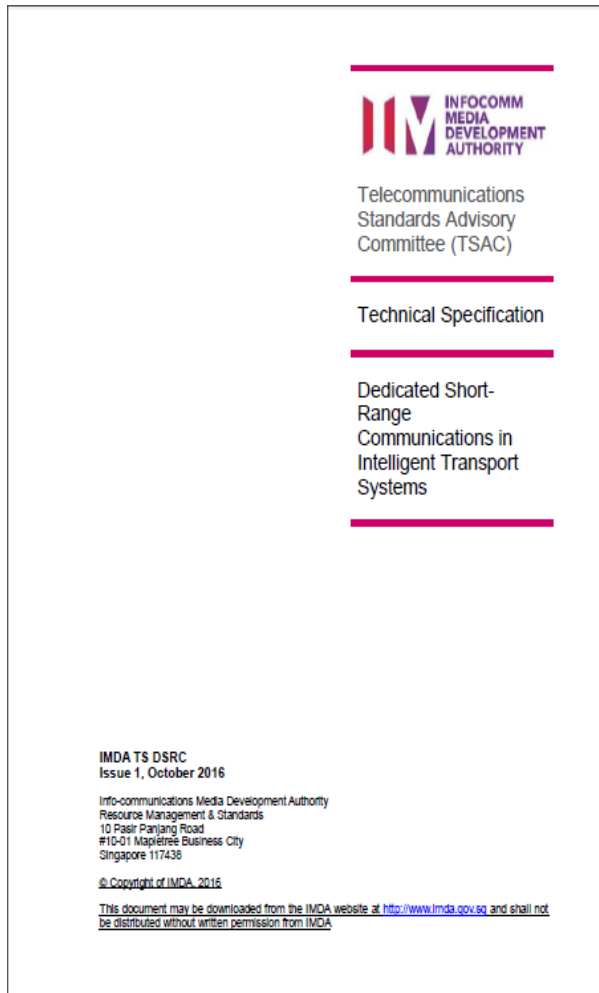 INFOCOMM
MEDIA
DEVELOPMENT
AUTHORITY
Telecommunications
Standards Advisory
Committee (TSAC)
Technical Specification
Dedicated Short-
Range
Communications in
Intelligent Transport
Systems
IMDA TS DSRC
Issue 1, October 2016
Info-communications Media Development Authority
Resource Management & Standards
10 Pasir Panjang Road
#10-01 Mapletree Business City
Singapore 117438
© Copyright of IMDA, 2016
This document may be downloaded from the IMDA website at http://www.imda.gov.sg and shall not
be distributed without written permission from IMDA